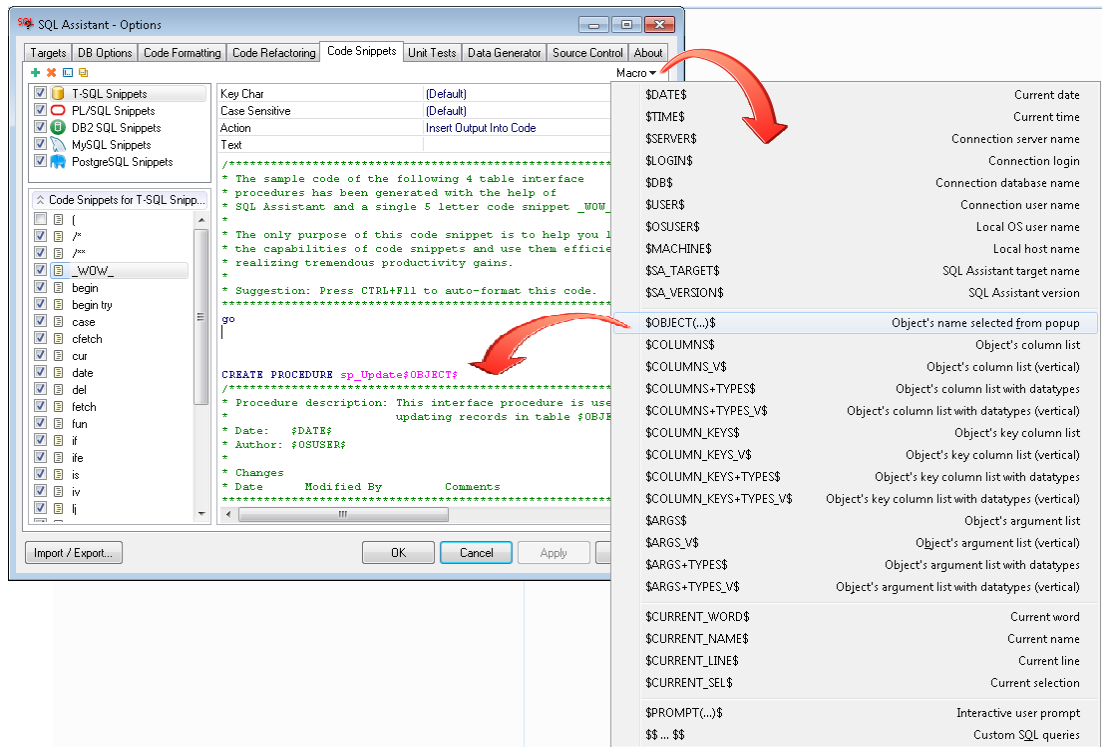 SQL Assistant - Options
Targets DB Options Code Formatting Code Refactoring Code Snippets Unit Tests Data Generator Source Control About
Macro
T-SQL Snippets
PL/SQL Snippets
DB2 SQL Snippets
MySQL Snippets
PostgreSQL Snippets
Code Snippets for T-SQL Snipp...
(
/*
/**
_WOW_
begin
begin try
case
cfetch
cur
date
del
fetch
fun
if
ife
is
iv
lj
Key Char (Default)
Case Sensitive (Default)
Action Insert Output Into Code
Text
/*******************************************************
* The sample code of the following 4 table interface
* procedures has been generated with the help of
* SQL Assistant and a single 5 letter code snippet _WOW_
*
* The only purpose of this code snippet is to help you
* the capabilities of code snippets and use them
* realizing tremendous productivity gains.
*
* Suggestion: Press CTRL+F11 to auto-format this code.
********************************************************
go
CREATE PROCEDURE sp_Update$OBJECT$
/*******************************************************
* Procedure description: This interface procedure is
* updating records in table
* Date: $DATE$
* Author: $OSUSER$
*
* Changes
* Date Modified By Comments
********************************************************
Import / Export...
OK Cancel Apply
$DATE$ Current date
$TIME$ Current time
$SERVER$ Connection server name
$LOGIN$ Connection login
$DB$ Connection database name
$USER$ Connection user name
$OSUSER$ Local OS user name
$MACHINE$ Local host name
$SA_TARGET$ SQL Assistant target name
$SA_VERSION$ SQL Assistant version
$OBJECT(...)$ Object's name selected from popup
$COLUMNS$ Object's column list
$COLUMNS_V$ Object's column list (vertical)
$COLUMNS+TYPES$ Object's column list with datatypes
$COLUMNS+TYPES_V$ Object's column list with datatypes (vertical)
$COLUMN_KEYS$ Object's key column list
$COLUMN_KEYS_V$ Object's key column list (vertical)
$COLUMN_KEYS+TYPES$ Object's key column list with datatypes
$COLUMN_KEYS+TYPES_V$ Object's key column list with datatypes (vertical)
$ARGS$ Object's argument list
$ARGS_V$ Object's argument list (vertical)
$ARGS+TYPES$ Object's argument list with datatypes
$ARGS+TYPES_V$ Object's argument list with datatypes (vertical)
$CURRENT_WORD$ Current word
$CURRENT_NAME$ Current name
$CURRENT_LINE$ Current line
$CURRENT_SEL$ Current selection
$PROMPT(...)$ Interactive user prompt
$$ ... $$ Custom SQL queries